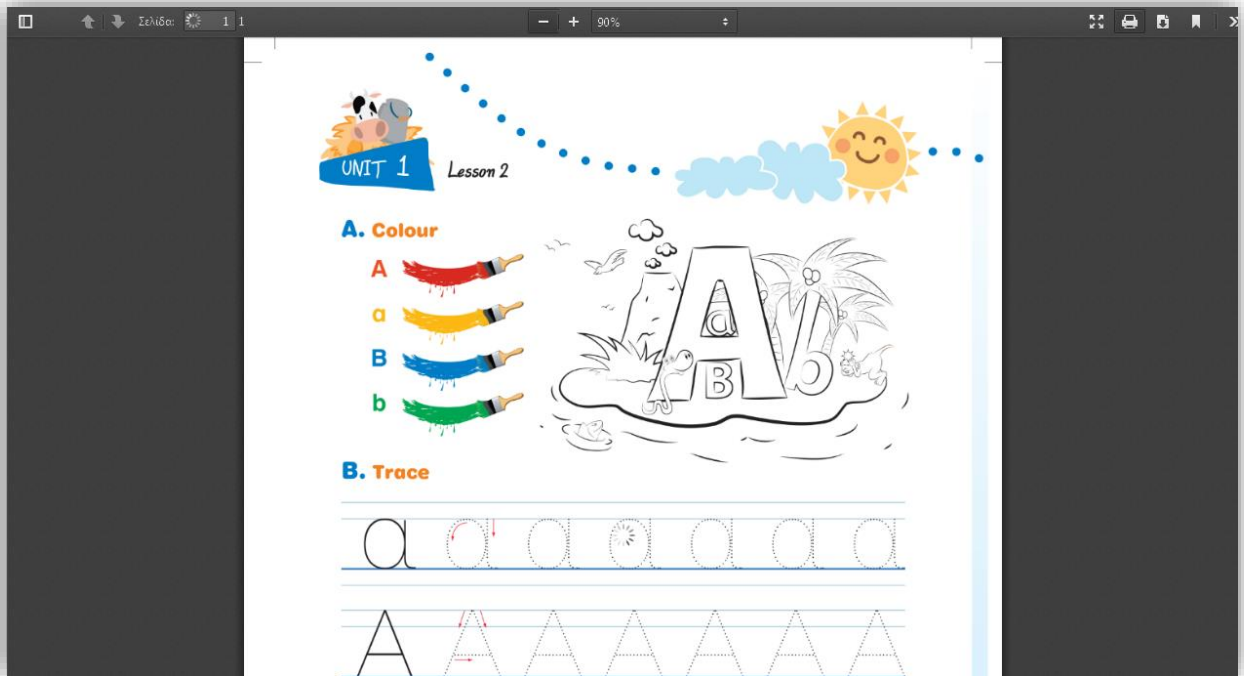 Σελίδα: 1 1
90%
UNIT 1 Lesson 2
A. Colour
A
a
B
b
A
a
B
b
B. Trace
a a a a a a a
A A A A A A A